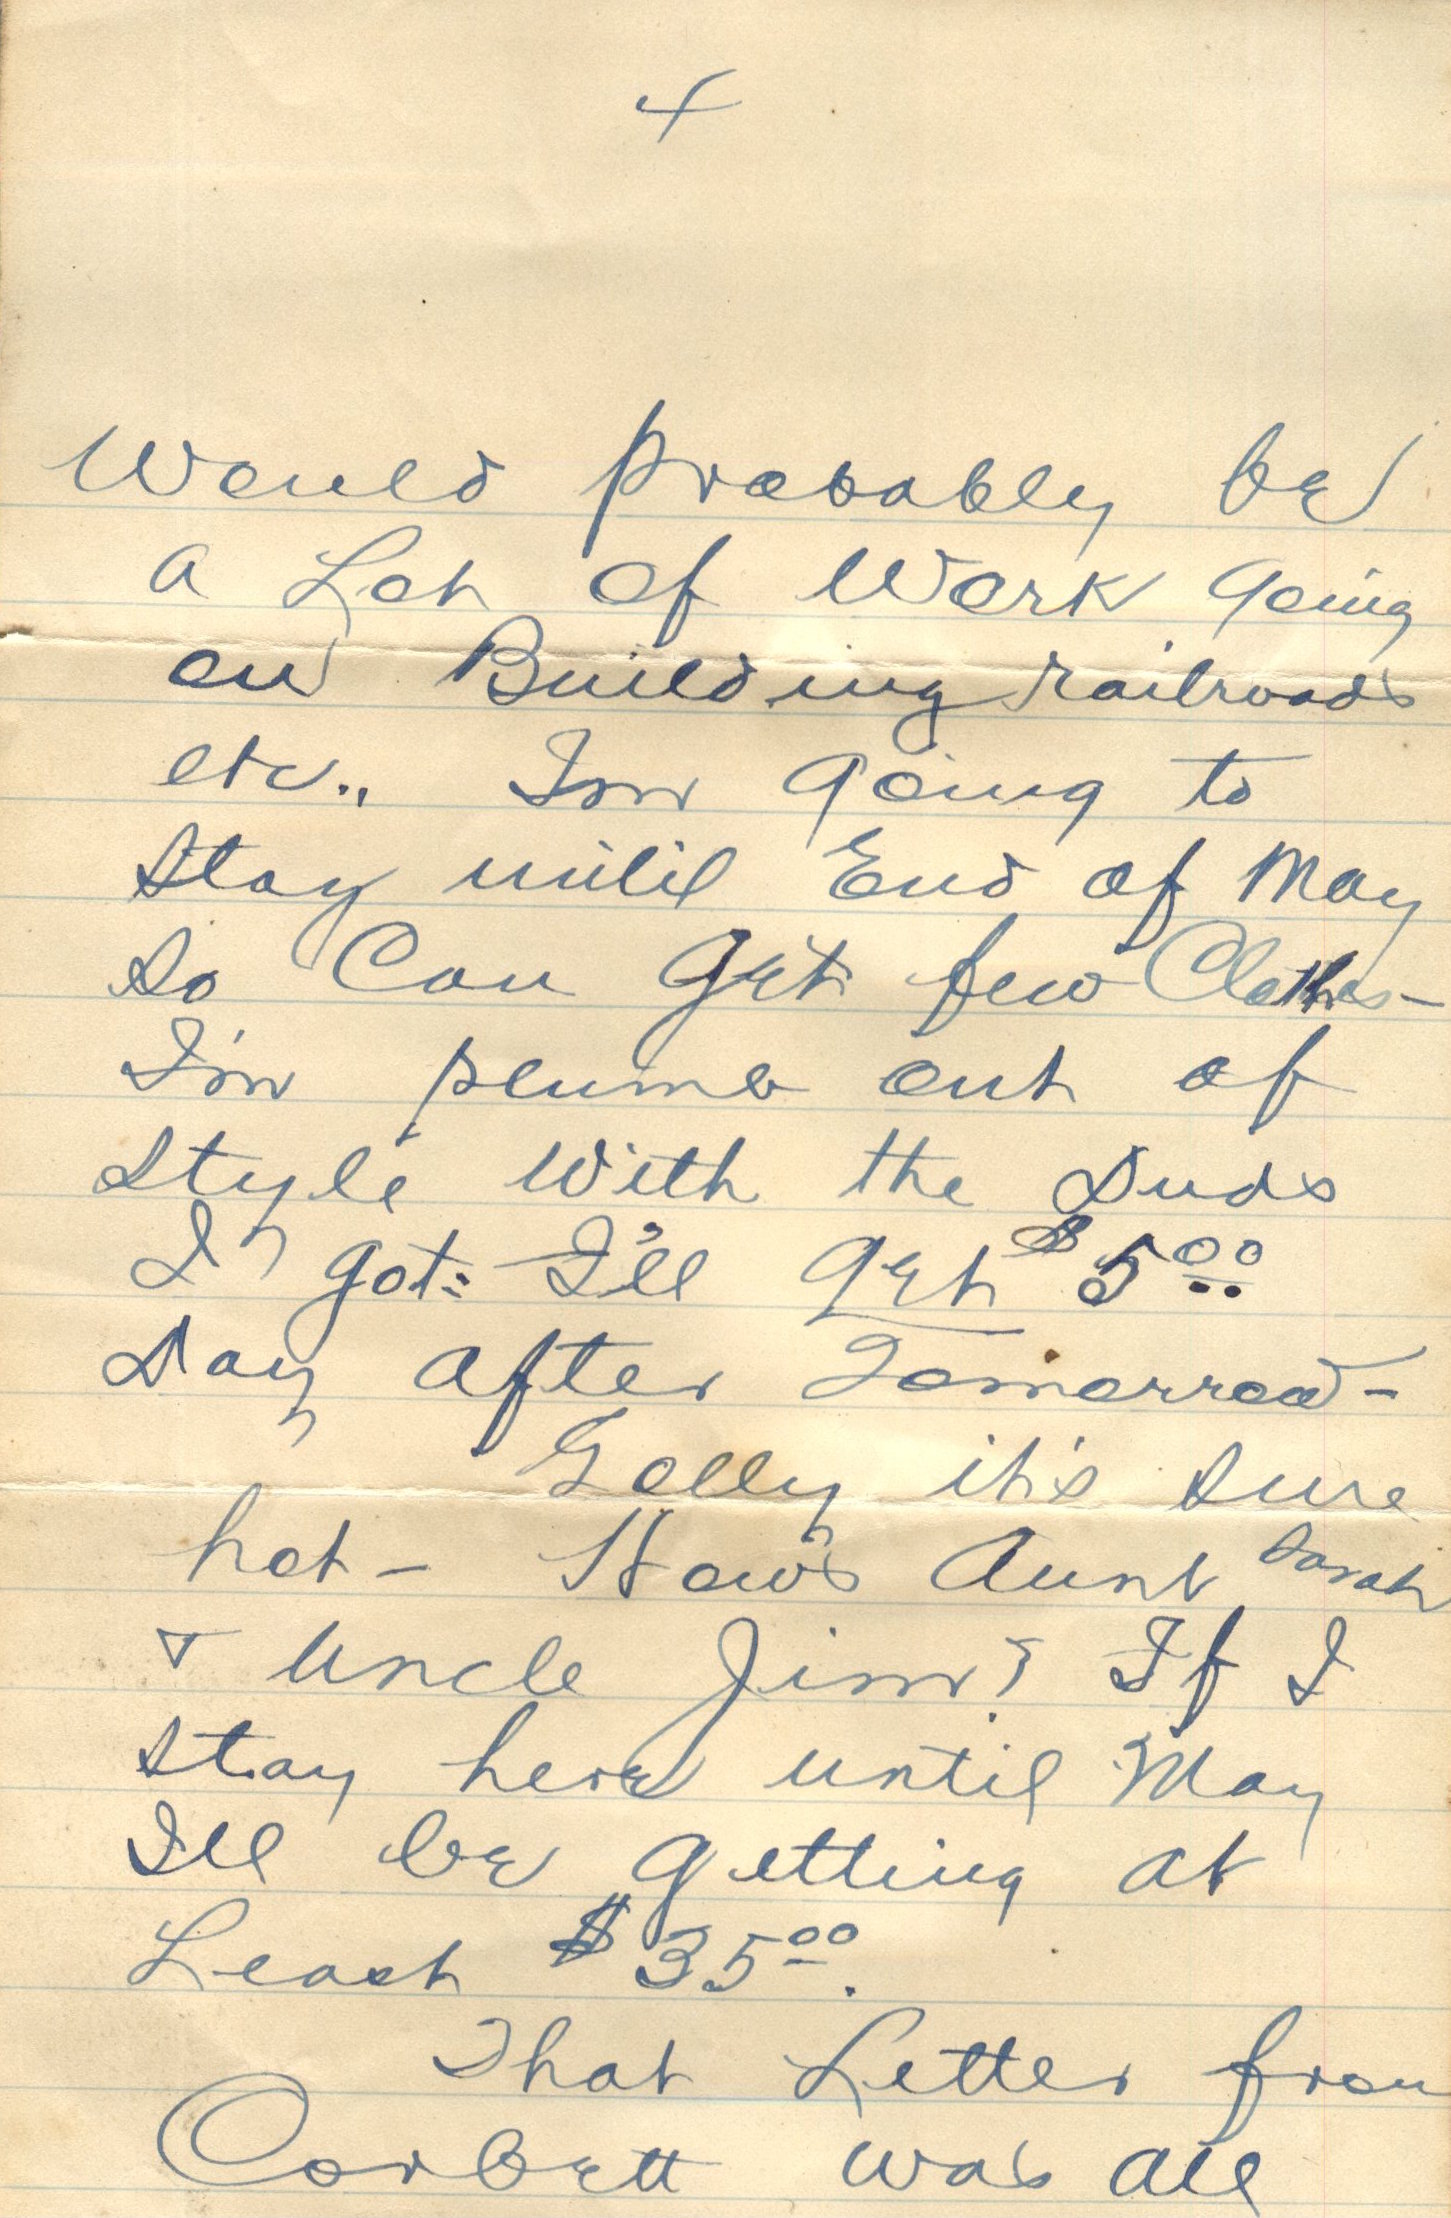 4
Would probably be
a Lot of Work going
on Building railroads
etc.. I'm going to
stay until End of May
so Can get few Clothes -
I'm plumb out of
style with the duds
I got: I'll get $5.00
day after Tomorrow -
Golly it's sure
hot - How's Aunt Sarah
& Uncle Jim? If I
stay here until May
I'll be getting at
Least $35.00.
That Letter from
Corbett was all